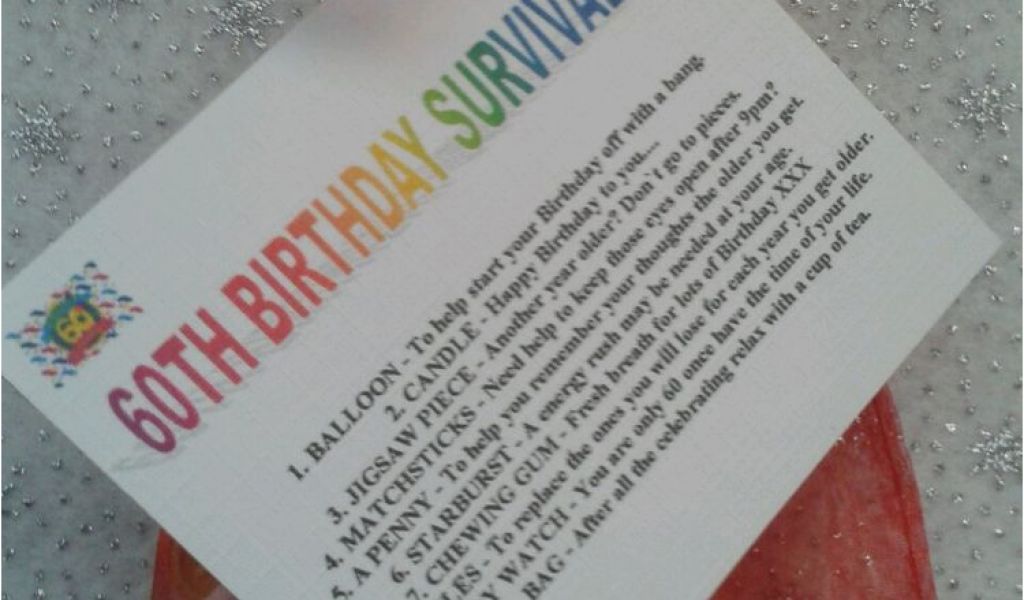 60
60TH BIRTHDAY SURVIVAL
1. BALLOON - To help start your Birthday off with a bang.
2. CANDLE - Happy Birthday to you...
3. JIGSAW PIECE - Another year older? Don't go to pieces.
4. MATCHSTICKS - Need help to keep those eyes open after 9pm?
5. A PENNY - To help you remember your thoughts the older you get.
6. STARBURST - A energy rush may be needed at your age.
7. CHEWING GUM - Fresh breath for lots of Birthday XXX
LES - To replace the ones you will lose for each year you get older.
Y WATCH - You are only 60 once have the time of your life.
BAG - After all the celebrating relax with a cup of tea.